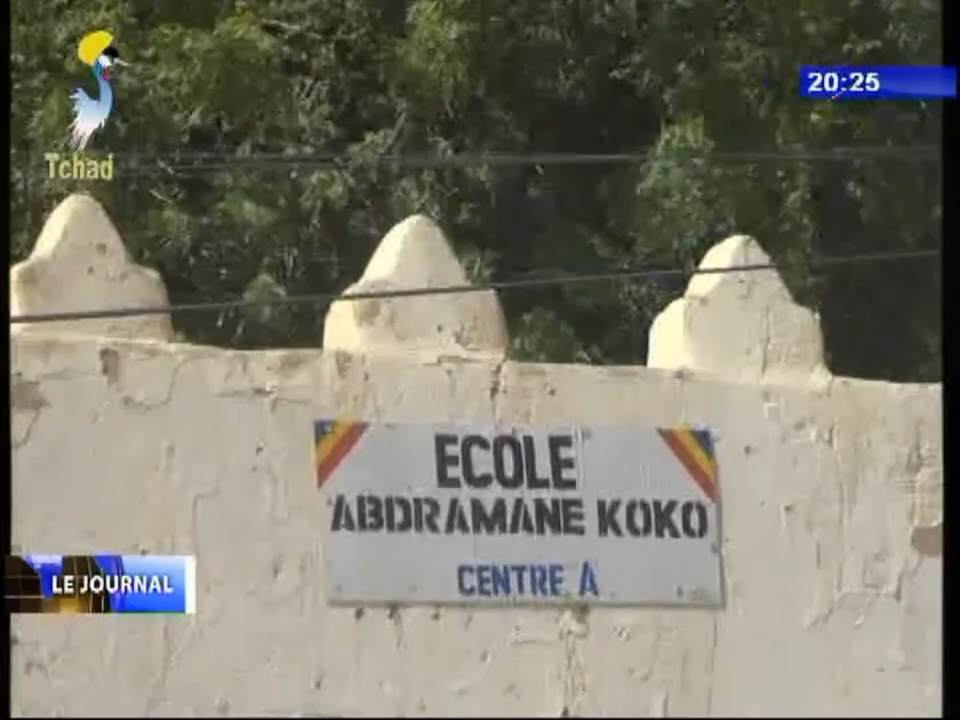 20:25
Tchad
ECOLE
ABDRAMANE KOKO
CENTRE A
LE JOURNAL